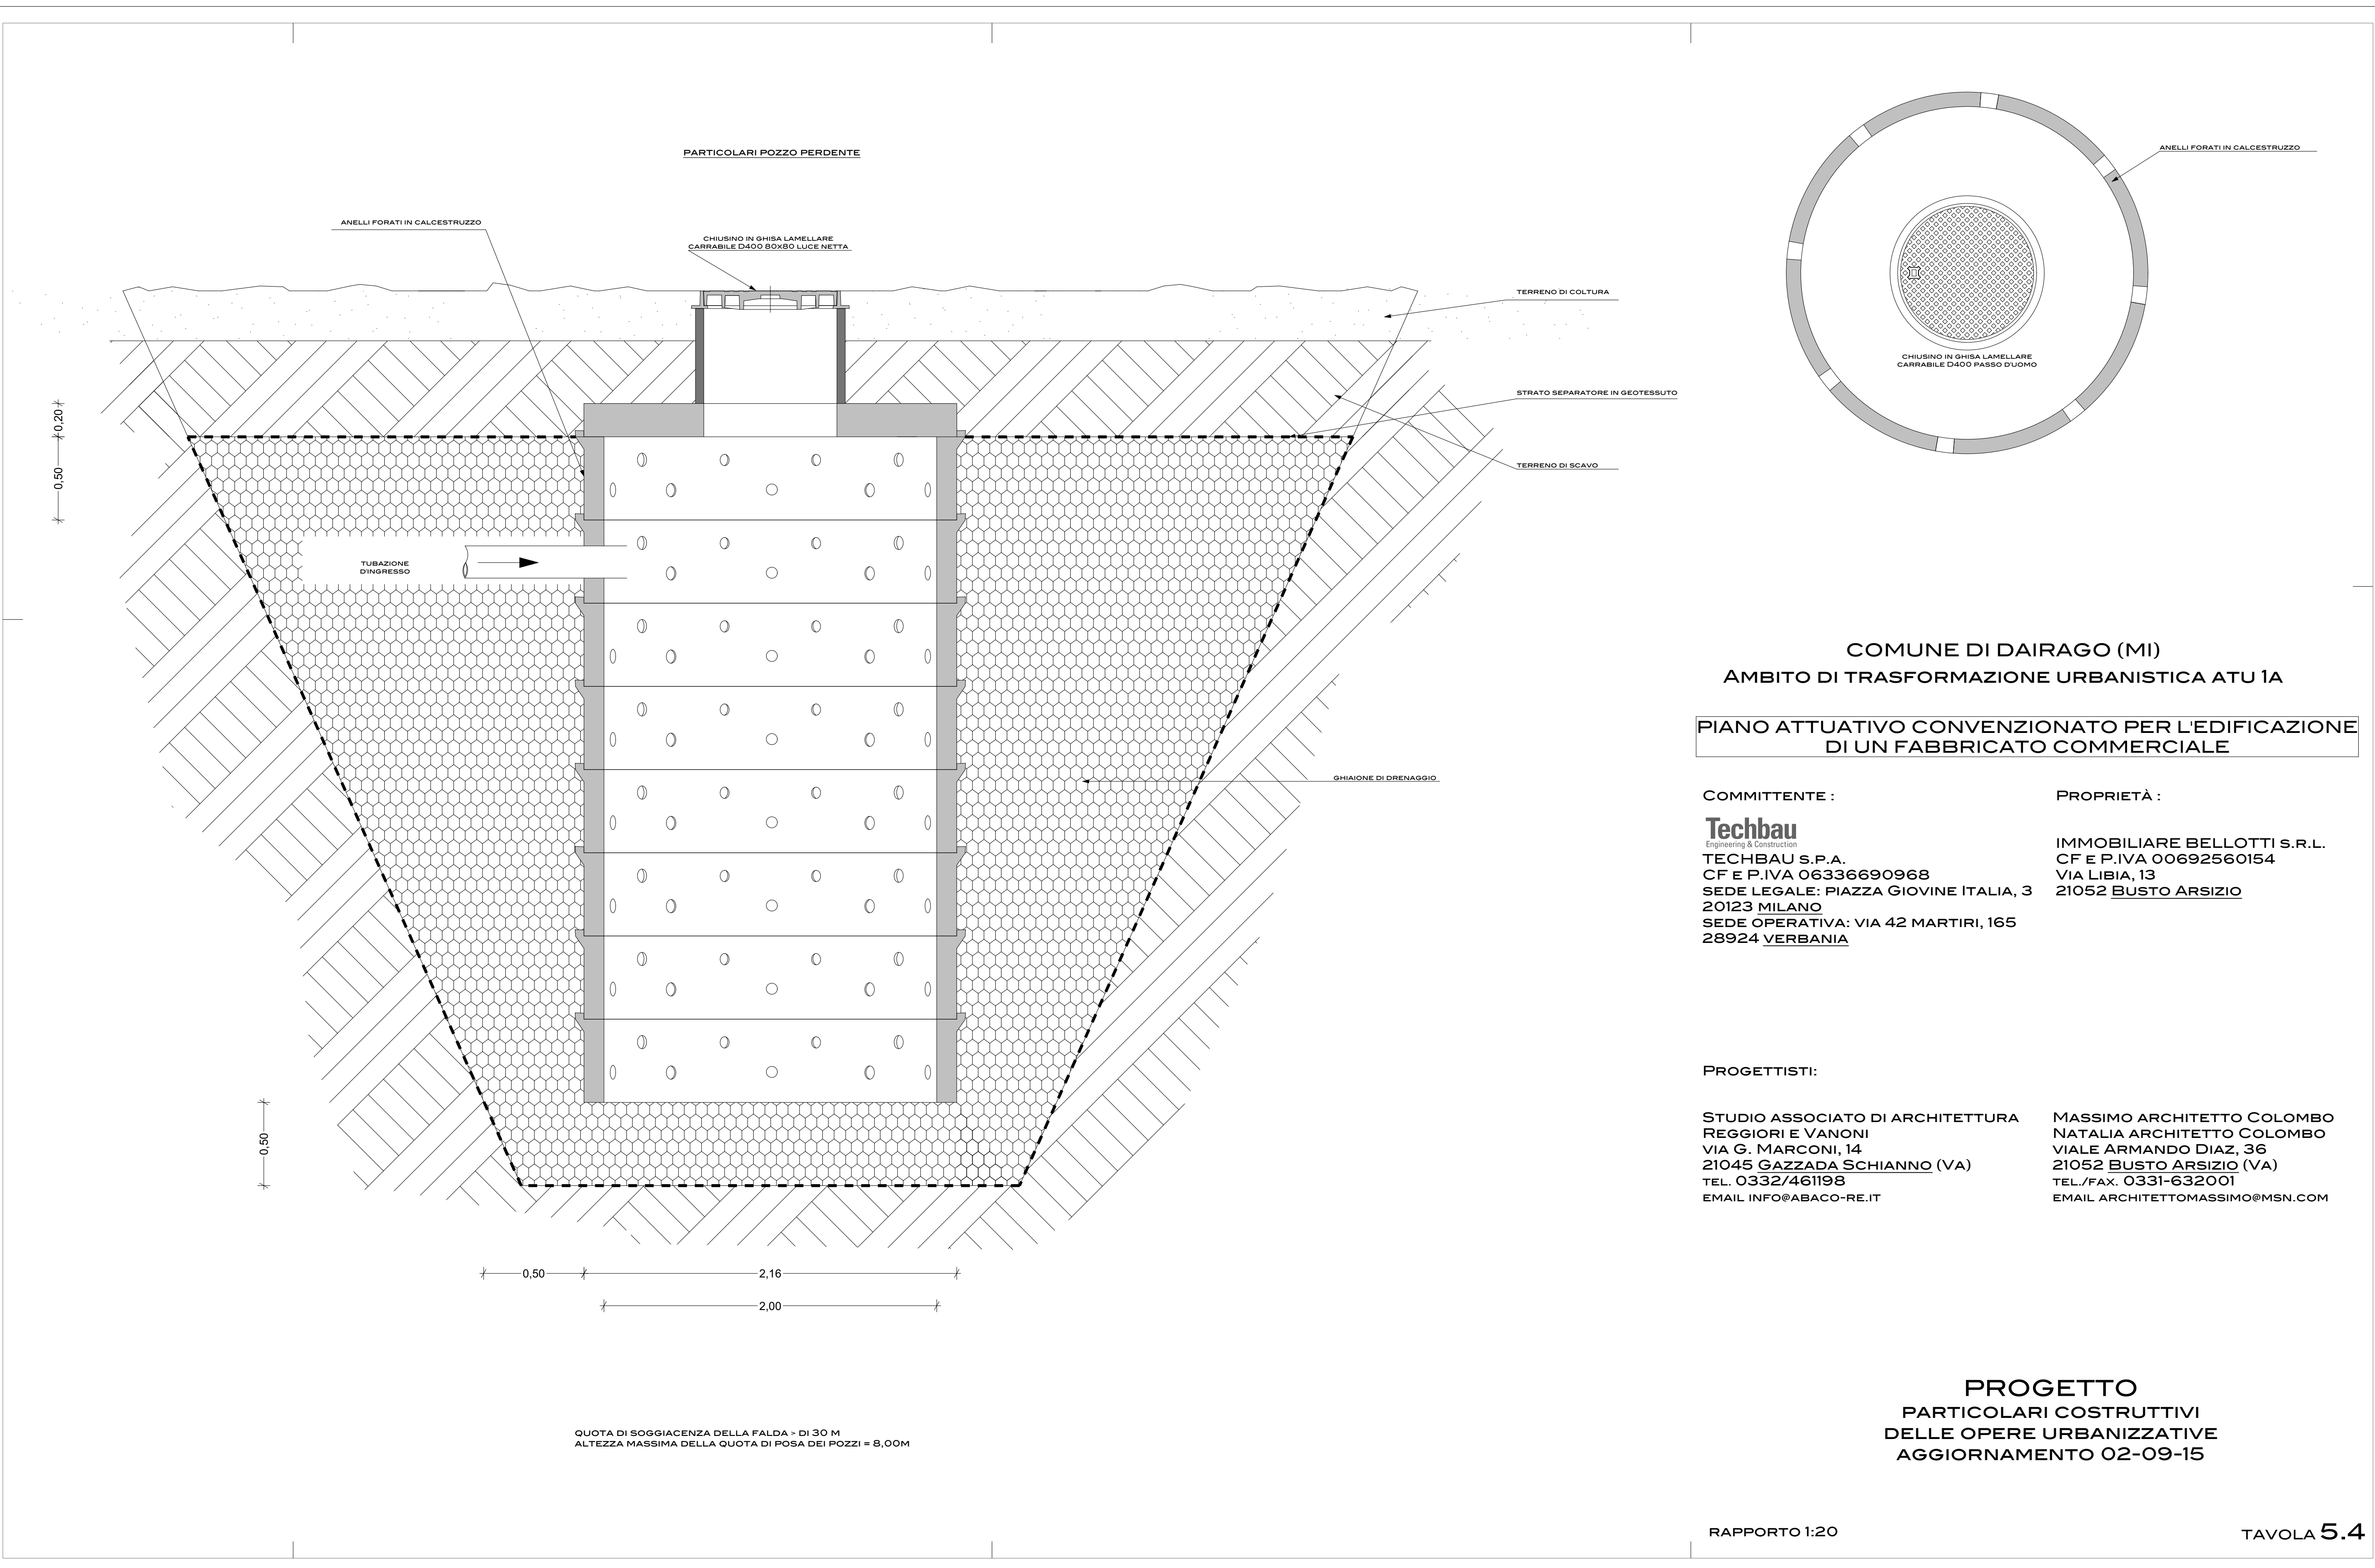 PARTICOLARI POZZO PERDENTE
ANELLI FORATI IN CALCESTRUZZO
CHIUSINO IN GHISA LAMELLARE
CARRABILE D400 80X80 LUCE NETTA
TERRENO DI COLTURA
STRATO SEPARATORE IN GEOTESSUTO
TERRENO DI SCAVO
0,20
0,50
TUBAZIONE
D'INGRESSO
GHIAIONE DI DRENAGGIO
0,50
0,50
2,16
2,00
QUOTA DI SOGGIACENZA DELLA FALDA > DI 30 M
ALTEZZA MASSIMA DELLA QUOTA DI POSA DEI POZZI = 8,00M
ANELLI FORATI IN CALCESTRUZZO
CHIUSINO IN GHISA LAMELLARE
CARRABILE D400 PASSO D'UOMO
COMUNE DI DAIRAGO (MI)
AMBITO DI TRASFORMAZIONE URBANISTICA ATU 1A
PIANO ATTUATIVO CONVENZIONATO PER L'EDIFICAZIONE
DI UN FABBRICATO COMMERCIALE
COMMITTENTE :
Techbau
Engineering & Construction
TECHBAU S.P.A.
CF E P.IVA 06336690968
SEDE LEGALE: PIAZZA GIOVINE ITALIA, 3
20123 MILANO
SEDE OPERATIVA: VIA 42 MARTIRI, 165
28924 VERBANIA
PROPRIETÀ :
IMMOBILIARE BELLOTTI S.R.L.
CF E P.IVA 00692560154
VIA LIBIA, 13
21052 BUSTO ARSIZIO
PROGETTISTI:
STUDIO ASSOCIATO DI ARCHITETTURA
REGGIORI E VANONI
VIA G. MARCONI, 14
21045 GAZZADA SCHIANNO (VA)
TEL. 0332/461198
EMAIL INFO@ABACO-RE.IT
MASSIMO ARCHITETTO COLOMBO
NATALIA ARCHITETTO COLOMBO
VIALE ARMANDO DIAZ, 36
21052 BUSTO ARSIZIO (VA)
TEL./FAX. 0331-632001
EMAIL ARCHITETTOMASSIMO@MSN.COM
PROGETTO
PARTICOLARI COSTRUTTIVI
DELLE OPERE URBANIZZATIVE
AGGIORNAMENTO 02-09-15
RAPPORTO 1:20
TAVOLA 5.4